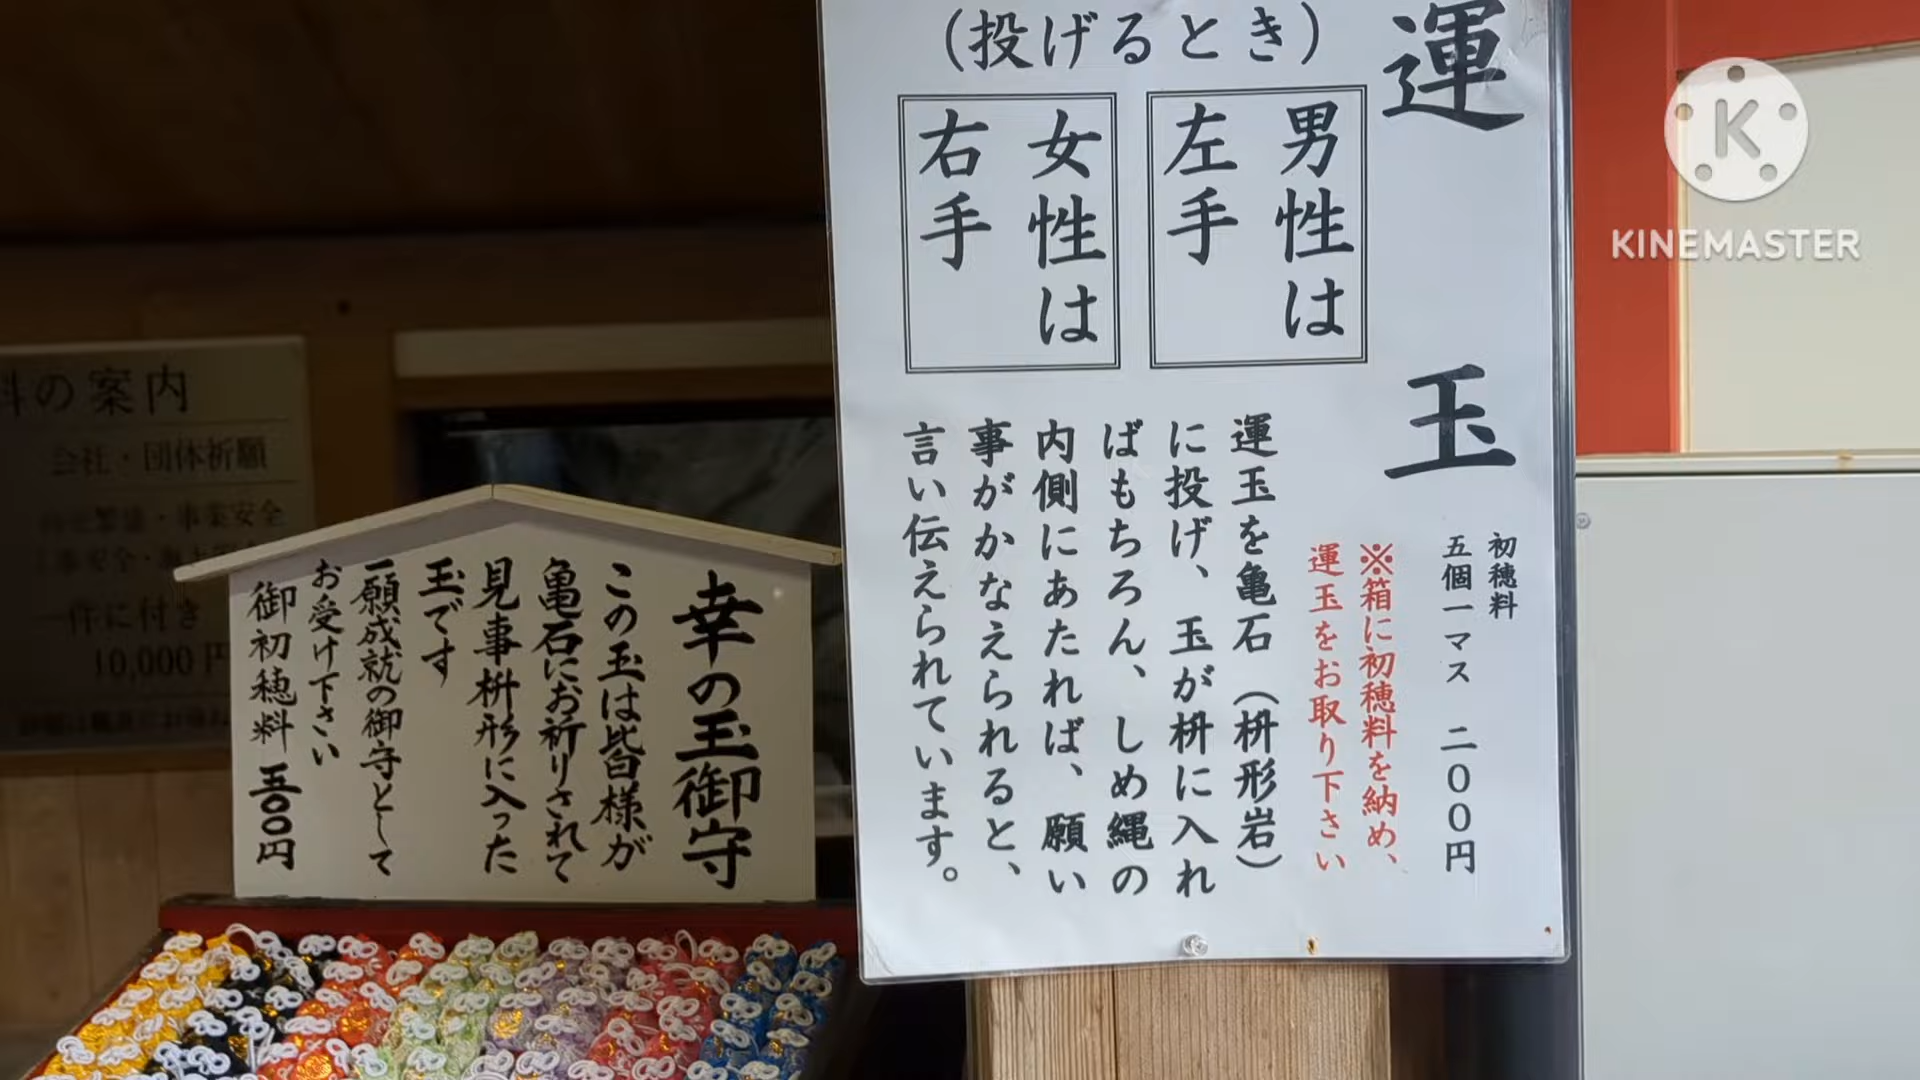 運玉
(投げるとき)
男性は
左手
女性は
右手
初穂料
五個一マス 二〇〇円
※箱に初穂料を納め、
運玉をお取り下さい
運玉を亀石(枡形岩)
に投げ、玉が枡に入れ
ばもちろん、しめ縄の
内側にあたれば、願い
事がかなえられると、
言い伝えられています。
幸の玉御守
この玉は皆様が
亀石にお祈りされて
見事枡形に入った
玉です
願成就の御守として
お受け下さい
御初穂料 五〇〇円
料の案内
会社・団体祈願
事業安全
一件に付き
10,000円
KINEMASTER